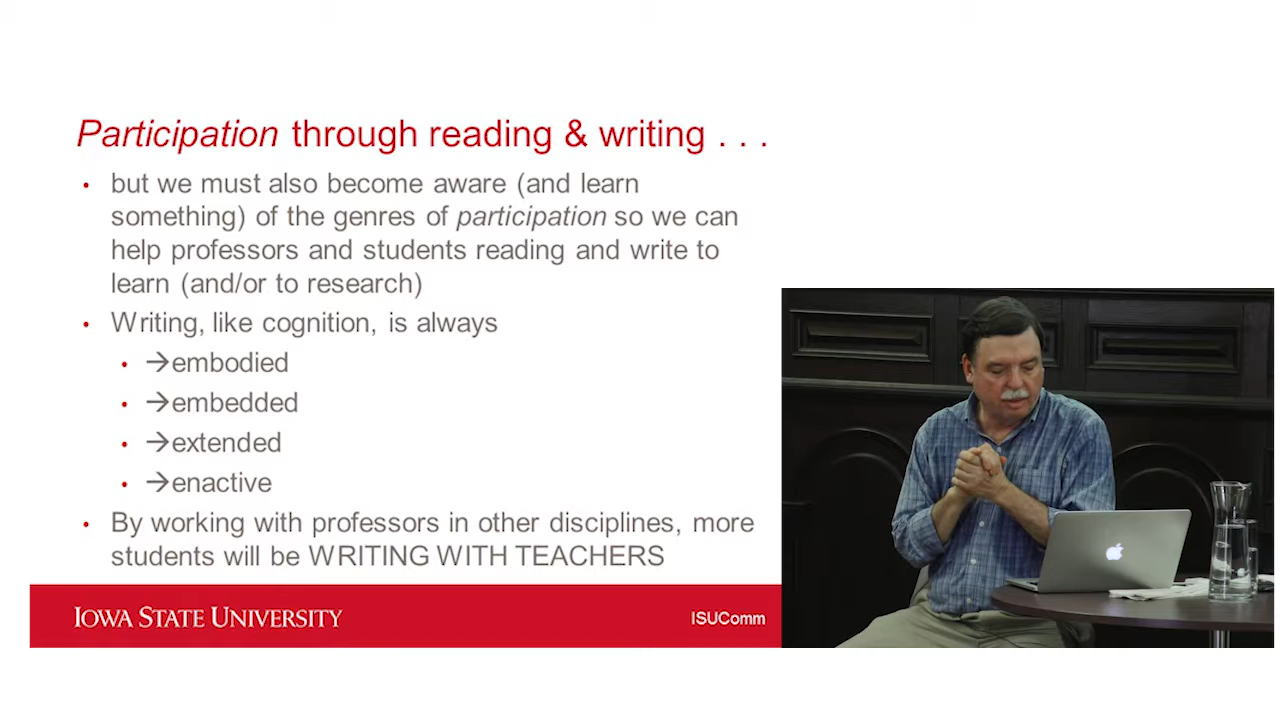 Participation through reading & writing . . .
• but we must also become aware (and learn
something) of the genres of participation so we can
help professors and students reading and write to
learn (and/or to research)
• Writing, like cognition, is always
• →embodied
• →embedded
• →extended
• →enactive
• By working with professors in other disciplines, more
students will be WRITING WITH TEACHERS
IOWA STATE UNIVERSITY
ISUComm